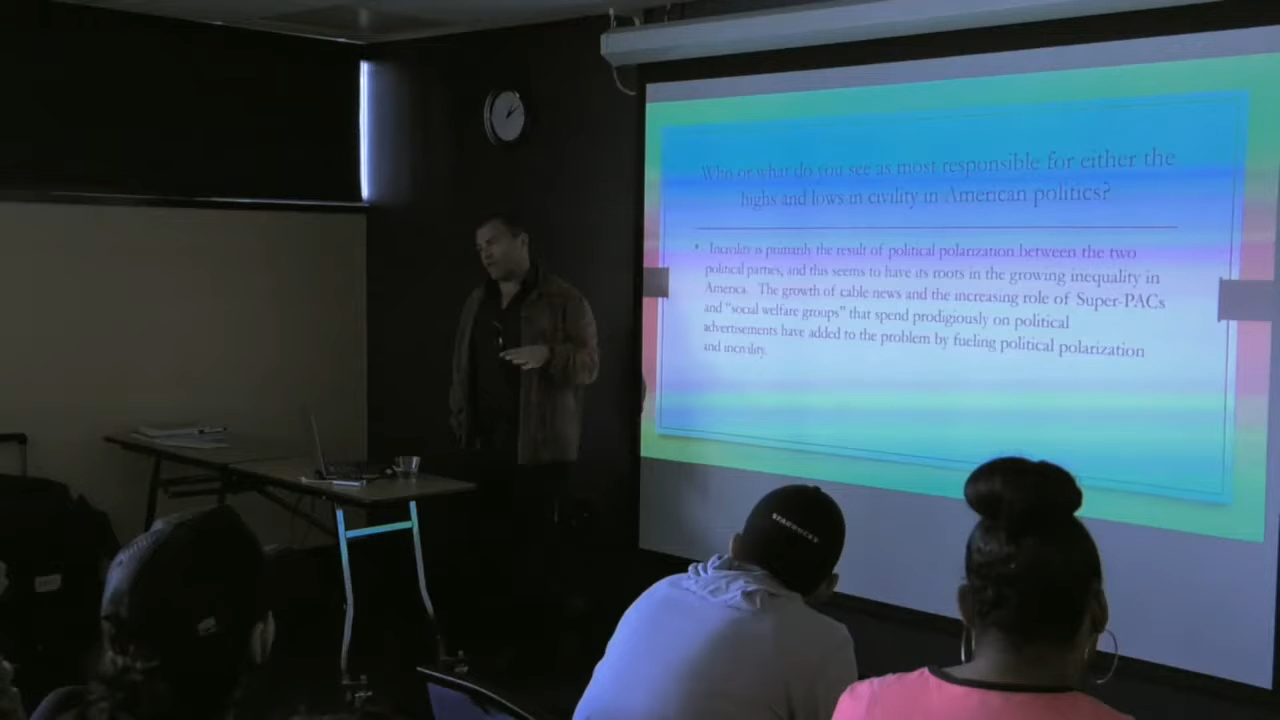 Who or what do you see as most responsible for either the
highs and lows in civility in American politics?
• Incivility is primarily the result of political polarization between the two
political parties, and this seems to have its roots in the growing inequality in
America. The growth of cable news and the increasing role of Super-PACs
and "social welfare groups" that spend prodigiously on political
advertisements have added to the problem by fueling political polarization
and incivility.